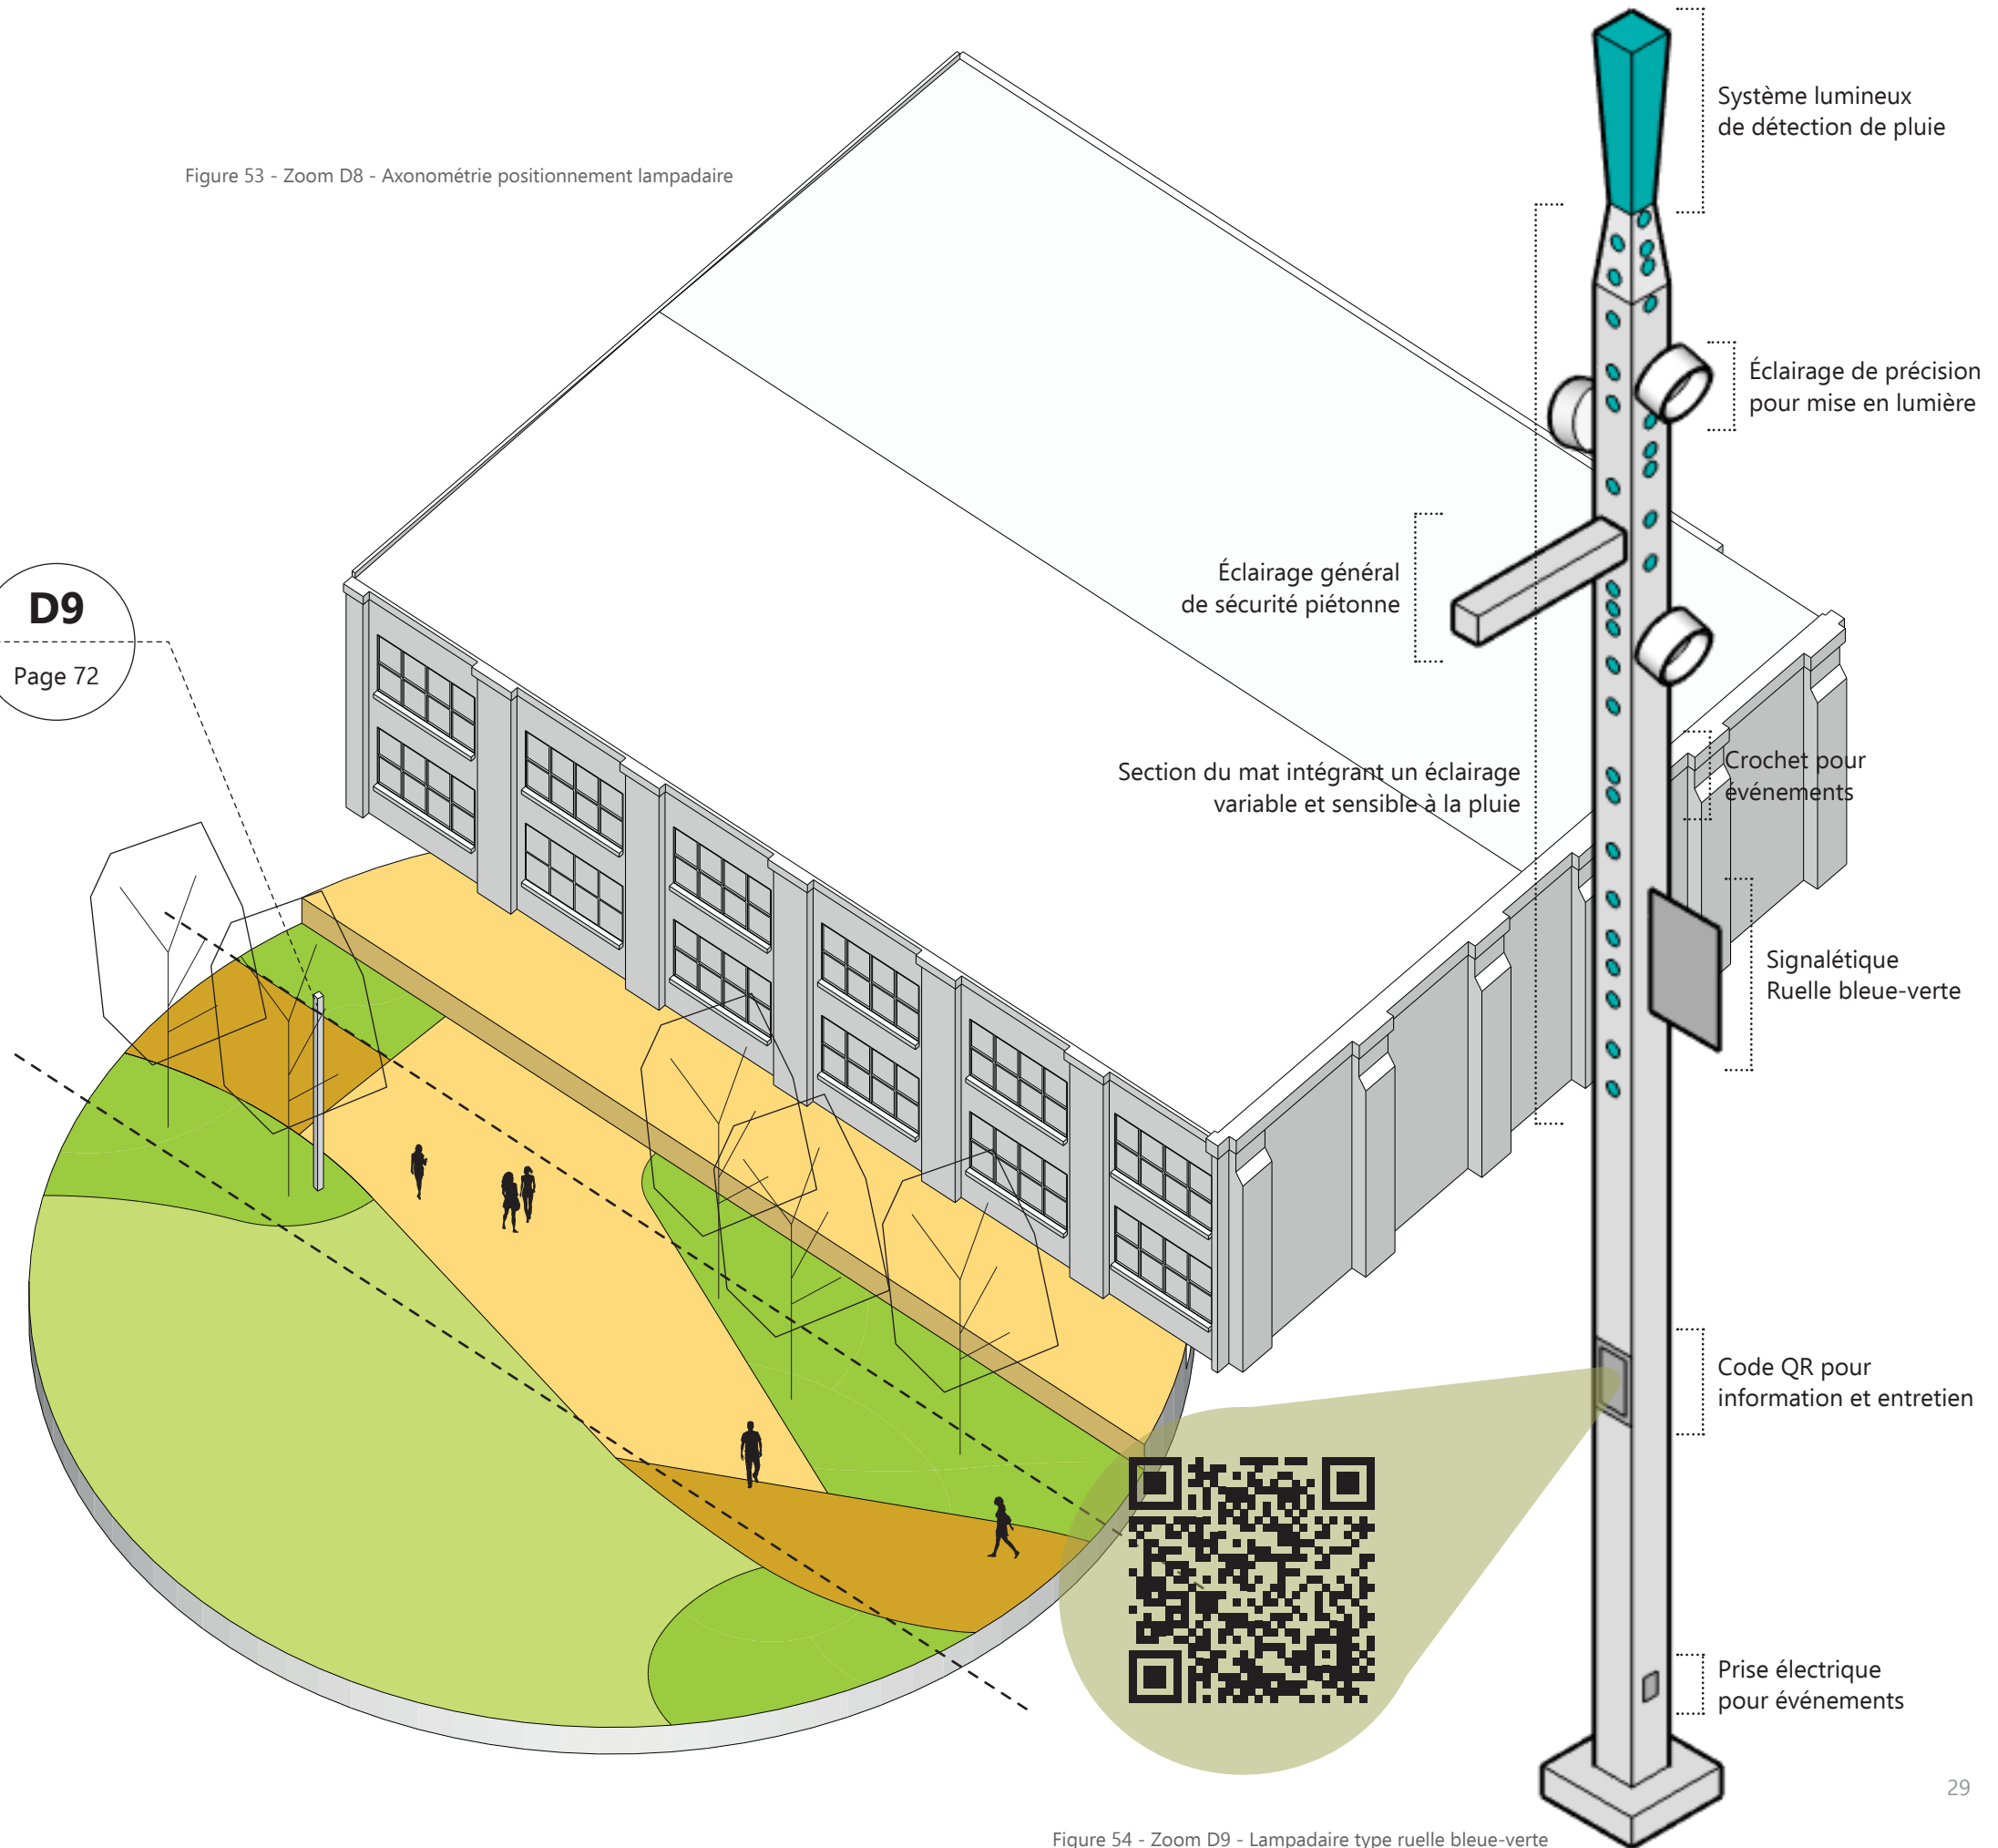 Système lumineux
de détection de pluie
Figure 53 - Zoom D8 - Axonométrie positionnement lampadaire
Éclairage de précision
pour mise en lumière
Éclairage général
de sécurité piétonne
D9
Page 72
Section du mat intégrant un éclairage
variable et sensible à la pluie
Crochet pour
événements
Signalétique
Ruelle bleue-verte
Code QR pour
information et entretien
Prise électrique
pour événements
29
Figure 54 - Zoom D9 - Lampadaire type ruelle bleue-verte